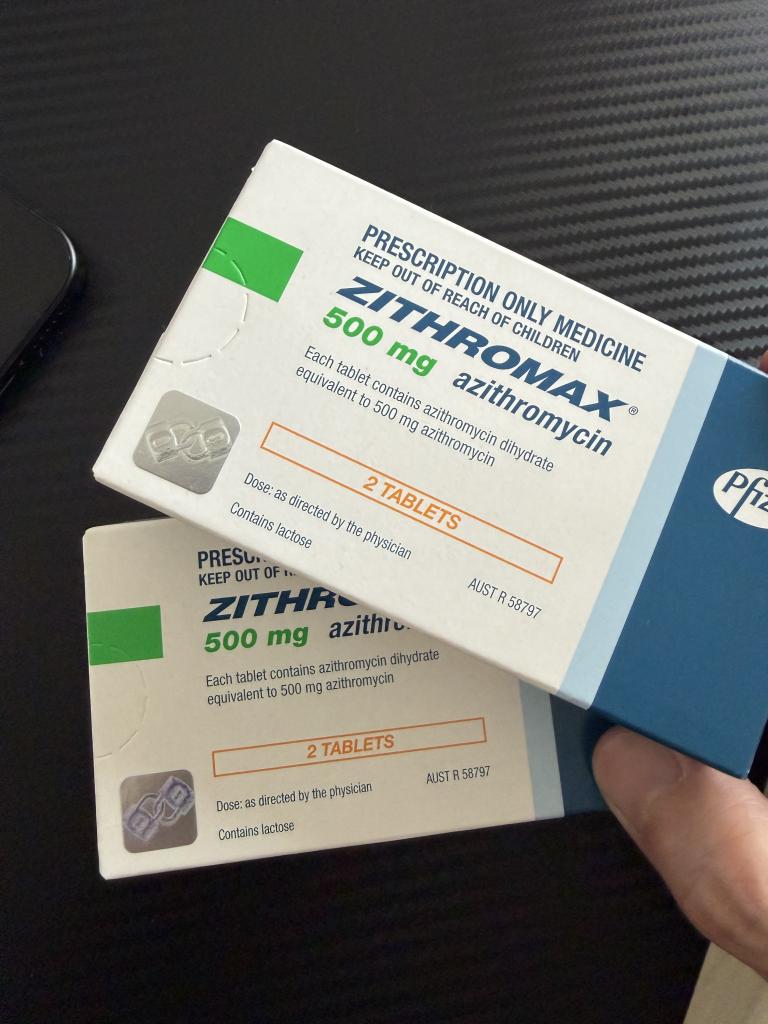 PRESCRIPTION ONLY MEDICINE
KEEP OUT OF REACH OF CHILDREN
ZITHROMAX®
500 mg azithromycin
Each tablet contains azithromycin dihydrate
equivalent to 500 mg azithromycin
2 TABLETS
Dose: as directed by the physician
Contains lactose
AUST R 58797
Pfiz
PRESC
KEEP OUT OF
ZITHRO
500 mg azithro
Each tablet contains azithromycin dihydrate
equivalent to 500 mg azithromycin
2 TABLETS
Dose: as directed by the physician
AUST R 58797
Contains lactose